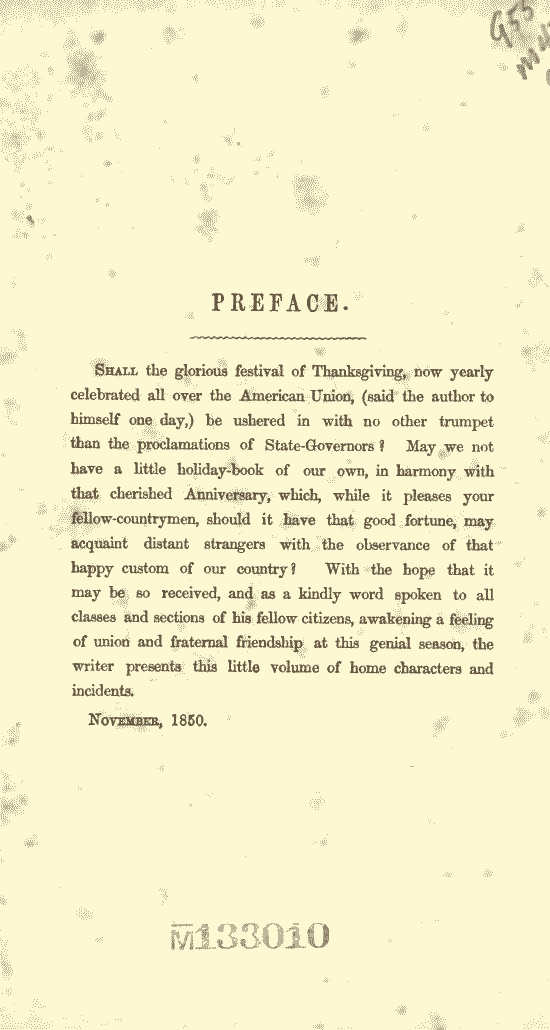 G55
PREFACE.
SHALL the glorious festival of Thanksgiving, now yearly
celebrated all over the American Union, (said the author to
himself one day,) be ushered in with no other trumpet
than the proclamations of State-Governors? May we not
have a little holiday-book of our own, in harmony with
that cherished Anniversary, which, while it pleases your
fellow-countrymen, should it have that good fortune, may
acquaint distant strangers with the observance of that
happy custom of our country? With the hope that it
may be so received, and as a kindly word spoken to all
classes and sections of his fellow citizens, awakening a feeling
of union and fraternal friendship at this genial season, the
writer presents this little volume of home characters and
incidents.
NOVEMBER, 1850.
M133010